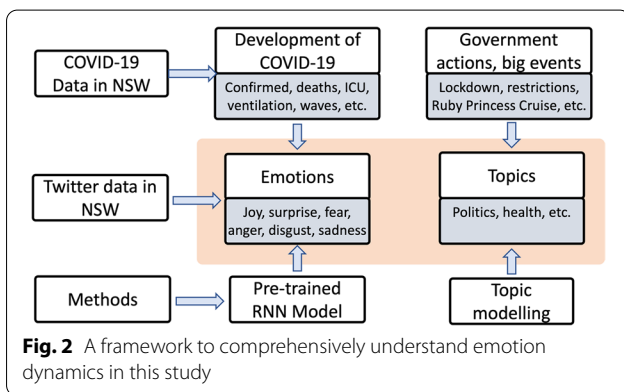 COVID-19
Data in NSW
Development of
COVID-19
Confirmed, deaths, ICU,
ventilation, waves, etc.
Government
actions, big events
Lockdown, restrictions,
Ruby Princess Cruise, etc.
Twitter data in
NSW
Emotions
Joy, surprise, fear,
anger, disgust, sadness
Topics
Politics, health, etc.
Methods
Pre-trained
RNN Model
Topic
modelling
Fig. 2 A framework to comprehensively understand emotion
dynamics in this study